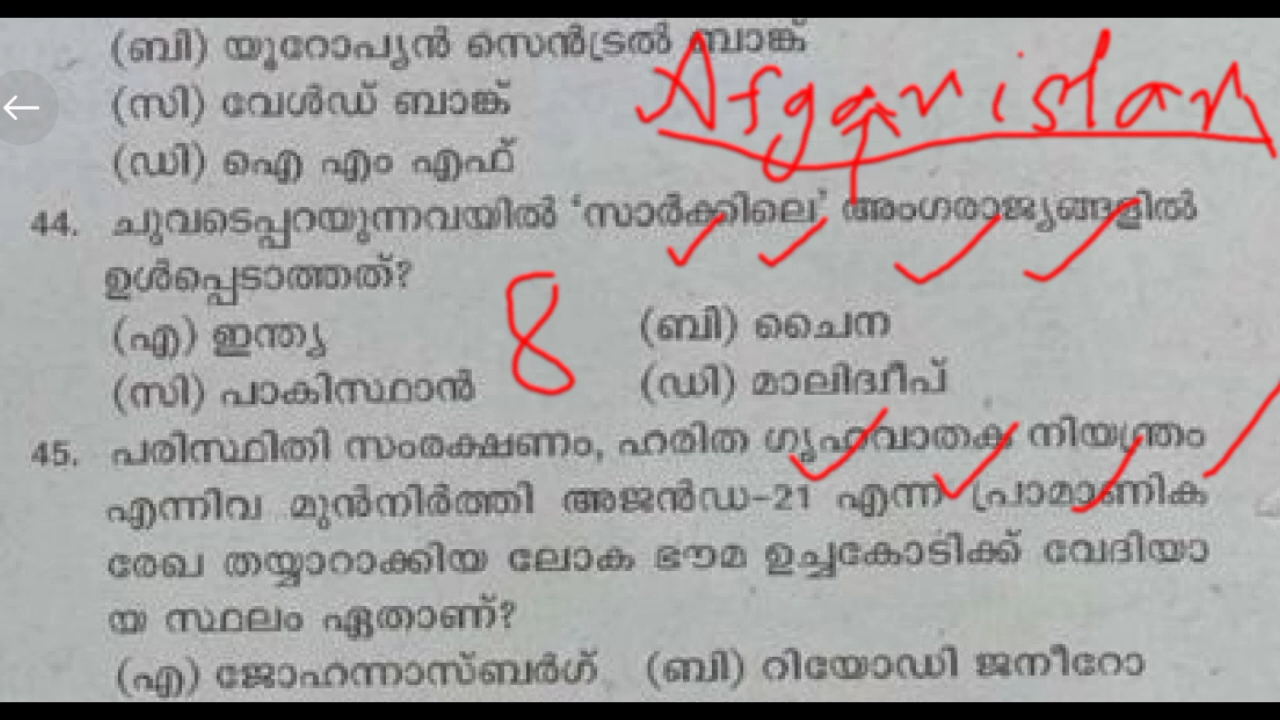 (ബി) യൂറോപ്യൻ സെൻട്രൽ ബാങ്ക്
(സി) വേൾഡ് ബാങ്ക്
Afganistan
(ഡി) ഐ എം എഫ്
44. ചുവടെപ്പറയുന്നവയിൽ ‘സാർക്കിലെ’ അംഗരാജ്യങ്ങളിൽ
ഉൾപ്പെടാത്തത്?
8
(എ) ഇന്ത്യ (ബി) ചൈന
(സി) പാകിസ്ഥാൻ (ഡി) മാലിദ്വീപ്
45. പരിസ്ഥിതി സംരക്ഷണം, ഹരിത ഗൃഹവാതക നിയന്ത്രം
എന്നിവ മുൻനിർത്തി അജൻഡ-21 എന്ന പ്രാമാണിക
രേഖ തയ്യാറാക്കിയ ലോക ഭൗമ ഉച്ചകോടിക്ക് വേദിയാ
യ സ്ഥലം ഏതാണ്?
(എ) ജോഹന്നാസ്ബർഗ് (ബി) റിയോഡി ജനീറോ